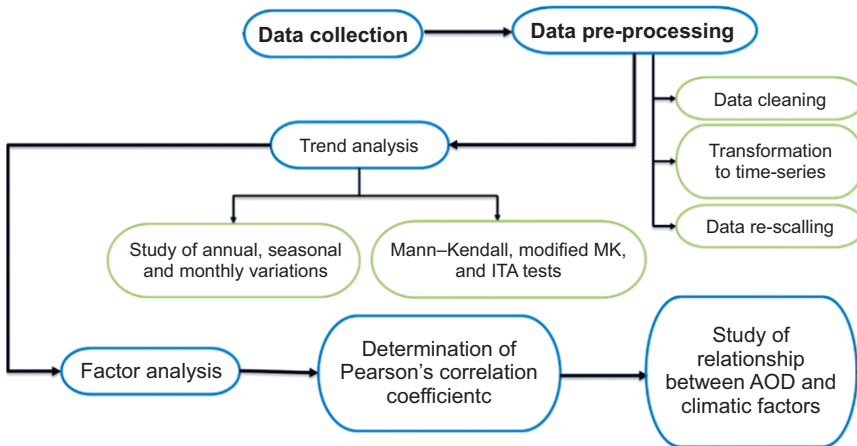 Data collection
Data pre-processing
Data cleaning
Transformation
to time-series
Data re-scalling
Trend analysis
Study of annual, seasonal
and monthly variations
Mann–Kendall, modified MK,
and ITA tests
Factor analysis
Determination of
Pearson's correlation
coefficientc
Study of
relationship
between AOD and
climatic factors